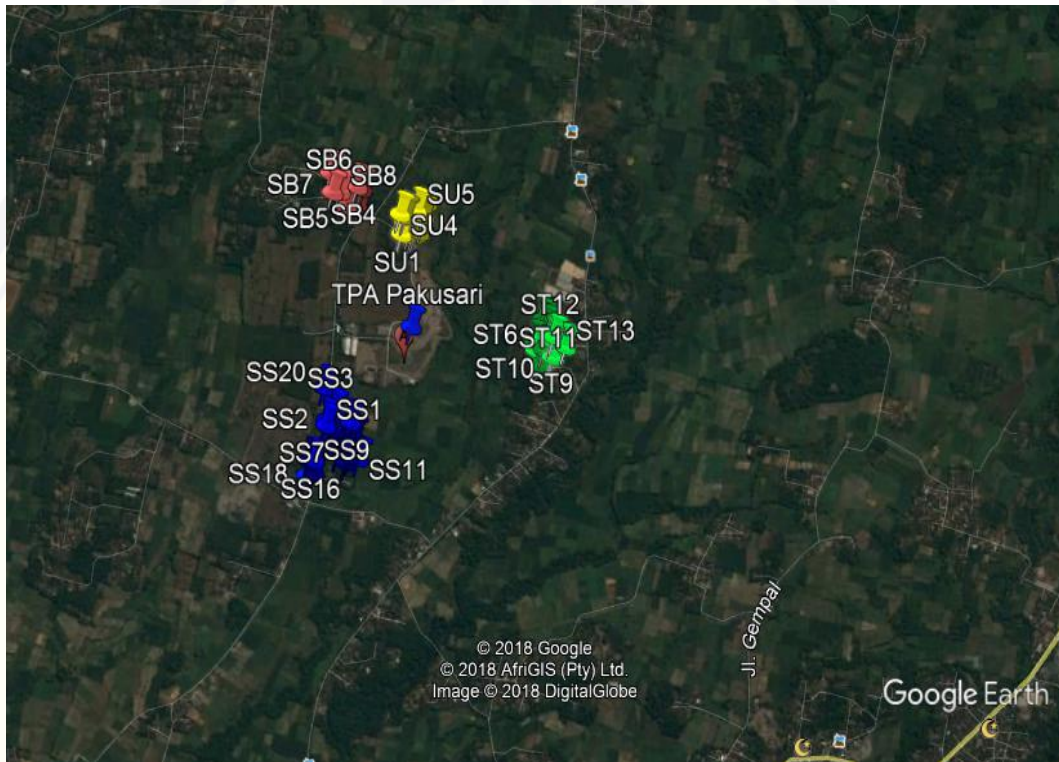 SB6
SB8
SB7
SB5
SB4
SU5
SU4
SU1
TPA Pakusari
ST12
ST6
ST11
ST13
ST10
ST9
SS20
SS3
SS2
SS1
SS7
SS9
SS18
SS11
SS16
Jl. Gempal
© 2018 Google
© 2018 AfriGIS (Pty) Ltd.
Image © 2018 DigitalGlobe
Google Earth